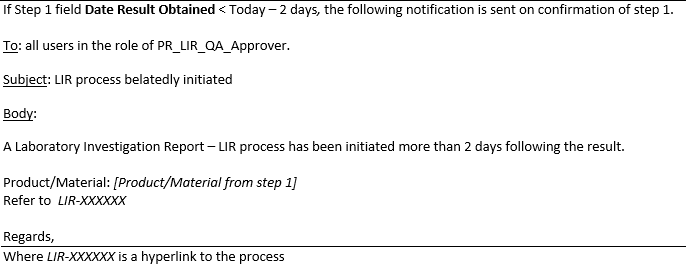 If Step 1 field Date Result Obtained < Today – 2 days, the following notification is sent on confirmation of step 1.
To: all users in the role of PR_LIR_QA_Approver.
Subject: LIR process belatedly initiated
Body:
A Laboratory Investigation Report – LIR process has been initiated more than 2 days following the result.
Product/Material: [Product/Material from step 1]
Refer to  LIR-XXXXXX
Regards,
Where LIR-XXXXXX is a hyperlink to the process